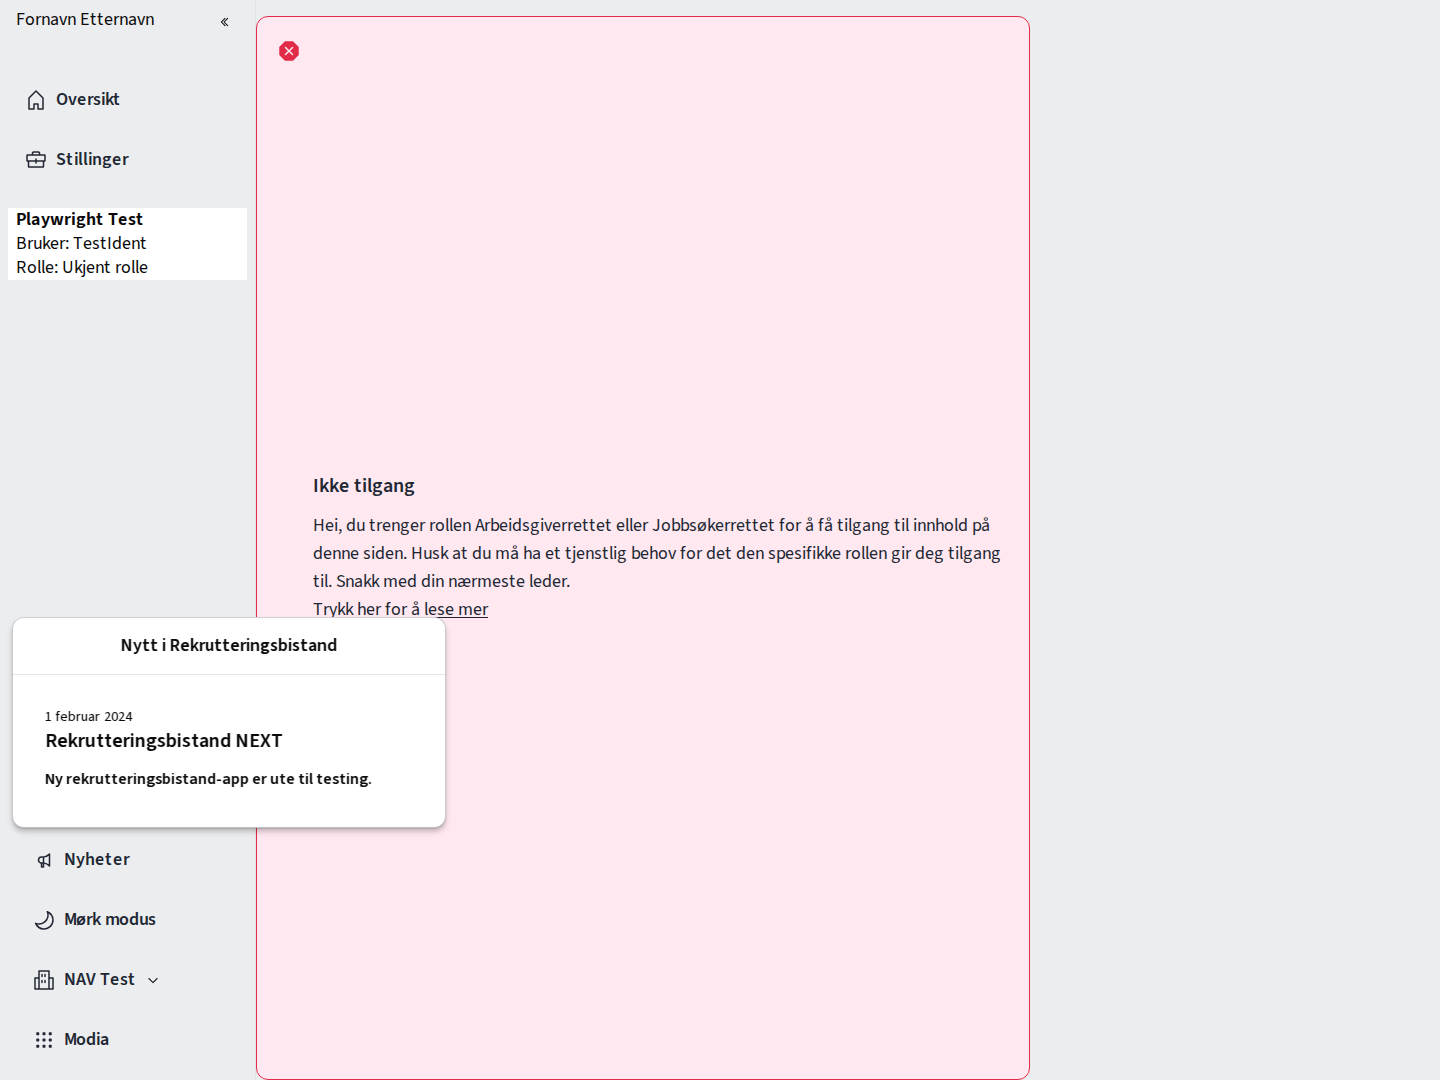 Fornavn Etternavn
Oversikt
Stillinger
Playwright Test
Bruker: TestIdent
Rolle: Ukjent rolle
Ikke tilgang
Hei, du trenger rollen Arbeidsgiverrettet eller Jobbsøkerrettet for å få tilgang til innhold på
denne siden. Husk at du må ha et tjenstlig behov for det den spesifikke rollen gir deg tilgang
til. Snakk med din nærmeste leder.
Trykk her for å lese mer
Nytt i Rekrutteringsbistand
1 februar 2024
Rekrutteringsbistand NEXT
Ny rekrutteringsbistand-app er ute til testing.
Nyheter
Mørk modus
NAV Test
Modia